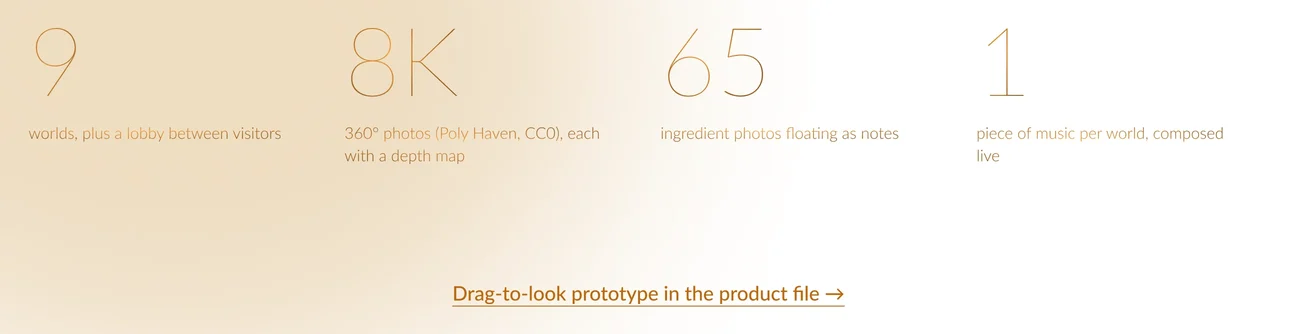 9
worlds, plus a lobby between visitors
8K
360° photos (Poly Haven, CC0), each
with a depth map
65
ingredient photos floating as notes
1
piece of music per world, composed
live
Drag-to-look prototype in the product file →